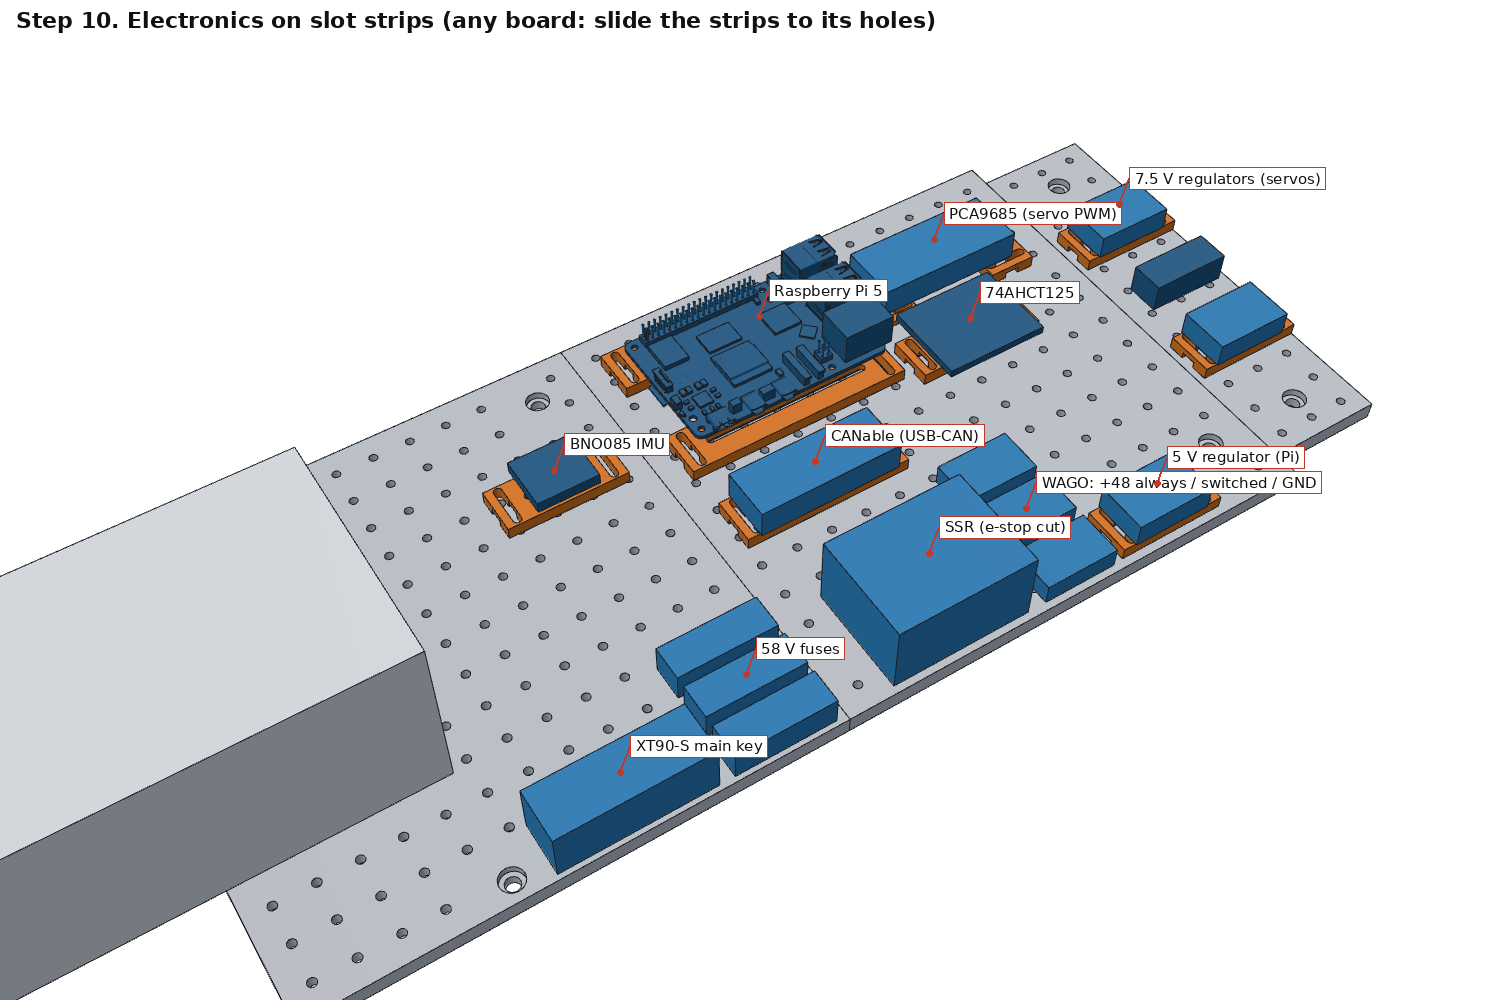 Step 10. Electronics on slot strips (any board: slide the strips to its holes)
7.5 V regulators (servos)
PCA9685 (servo PWM)
Raspberry Pi 5
74AHCT125
CANable (USB-CAN)
BNO085 IMU
5 V regulator (Pi)
WAGO: +48 always / switched / GND
SSR (e-stop cut)
58 V fuses
XT90-S main key